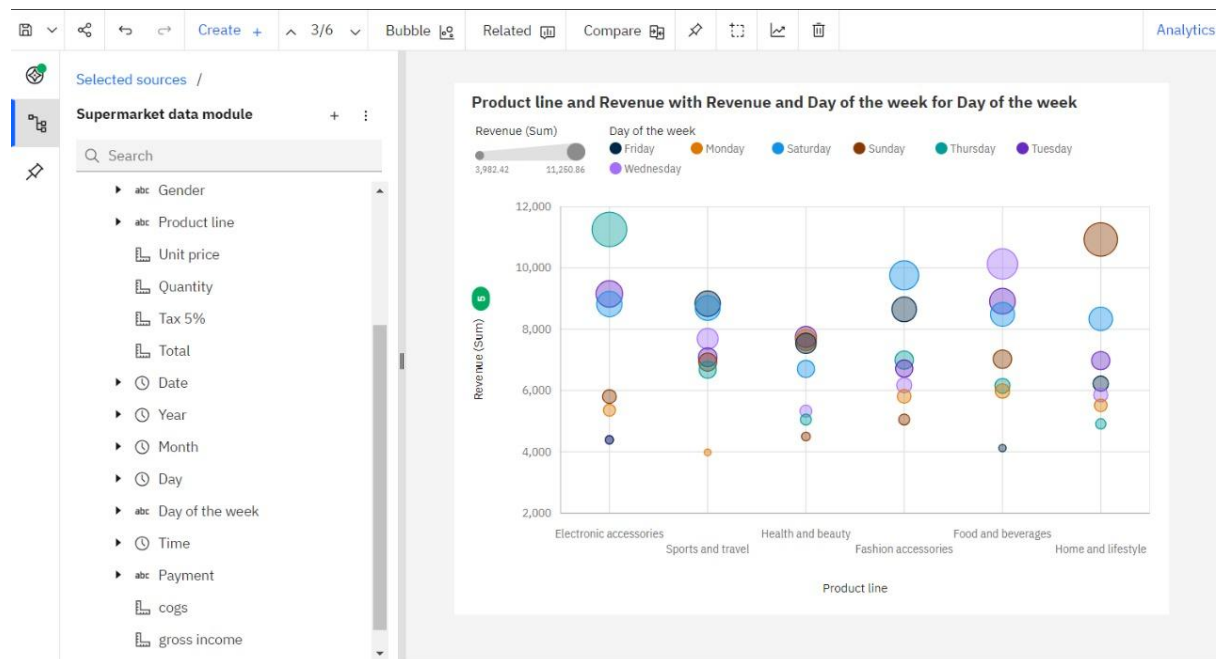 Create + 3/6 Bubble Related Compare Analytics
Selected sources /
Supermarket data module + 
Search
abc Gender
abc Product line
Unit price
Quantity
Tax 5%
Total
Date
Year
Month
Day
abc Day of the week
Time
abc Payment
cogs
gross income
Product line and Revenue with Revenue and Day of the week for Day of the week
Revenue (Sum)
3,982.42 11,260.86
Day of the week
Friday Monday Saturday Sunday Thursday Tuesday
Wednesday
12,000
10,000
8,000
6,000
4,000
2,000
5
Revenue (Sum)
Electronic accessories Health and beauty Food and beverages
Sports and travel Fashion accessories Home and lifestyle
Product line